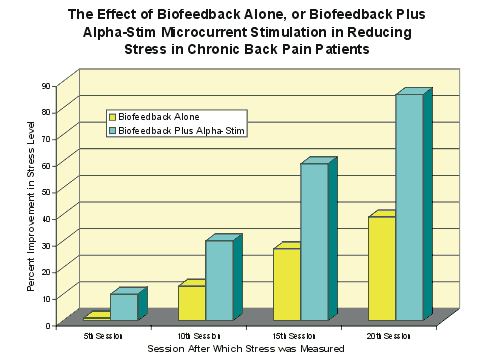 The Effect of Biofeedback Alone, or Biofeedback Plus
Alpha-Stim Microcurrent Stimulation in Reducing
Stress in Chronic Back Pain Patients
Percent Improvement in Stress Level
90
80
70
60
50
40
30
20
10
0
Biofeedback Alone
Biofeedback Plus Alpha-Stim
5th Session
10th Session
15th Session
20th Session
Session After Which Stress was Measured